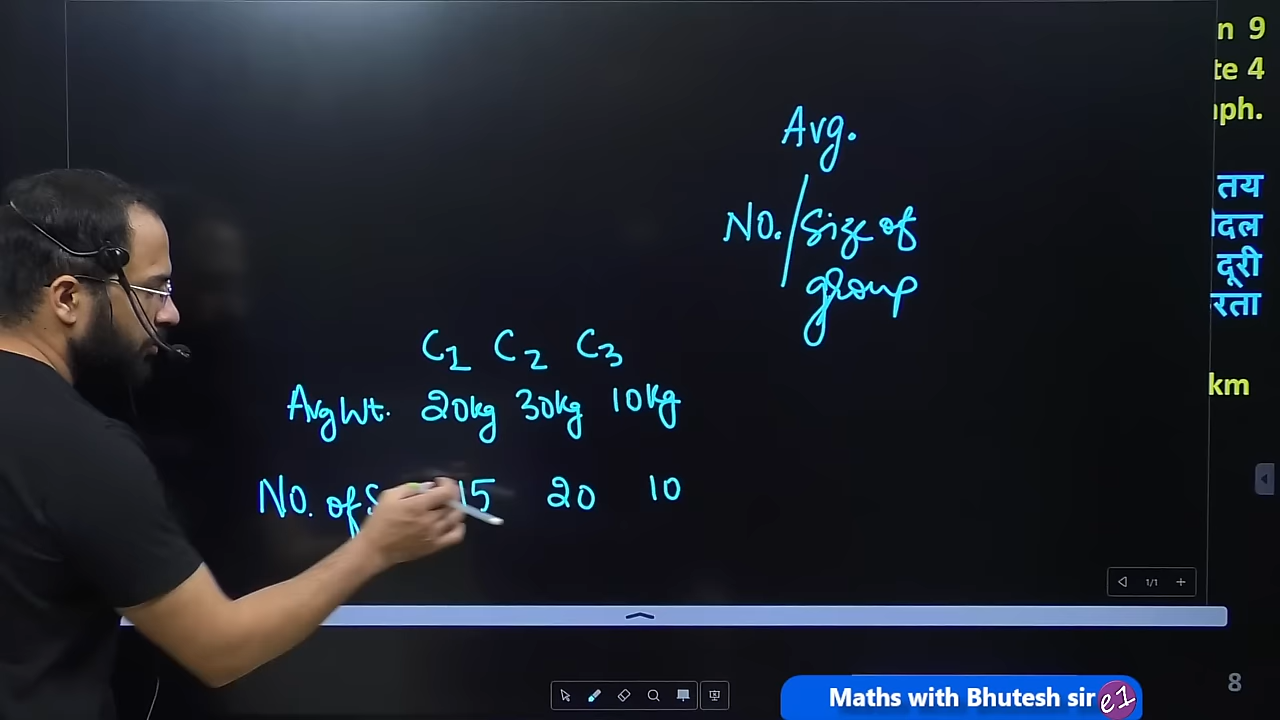 n 9
te 4
ph.
तय
दल
दूरी
रता
km
Avg.
NO./Size of
group
C1 C2 C3
Avg Wt. 20kg 30kg 10kg
NO. of S 15 20 10
1/1
8
Maths with Bhutesh sir e1